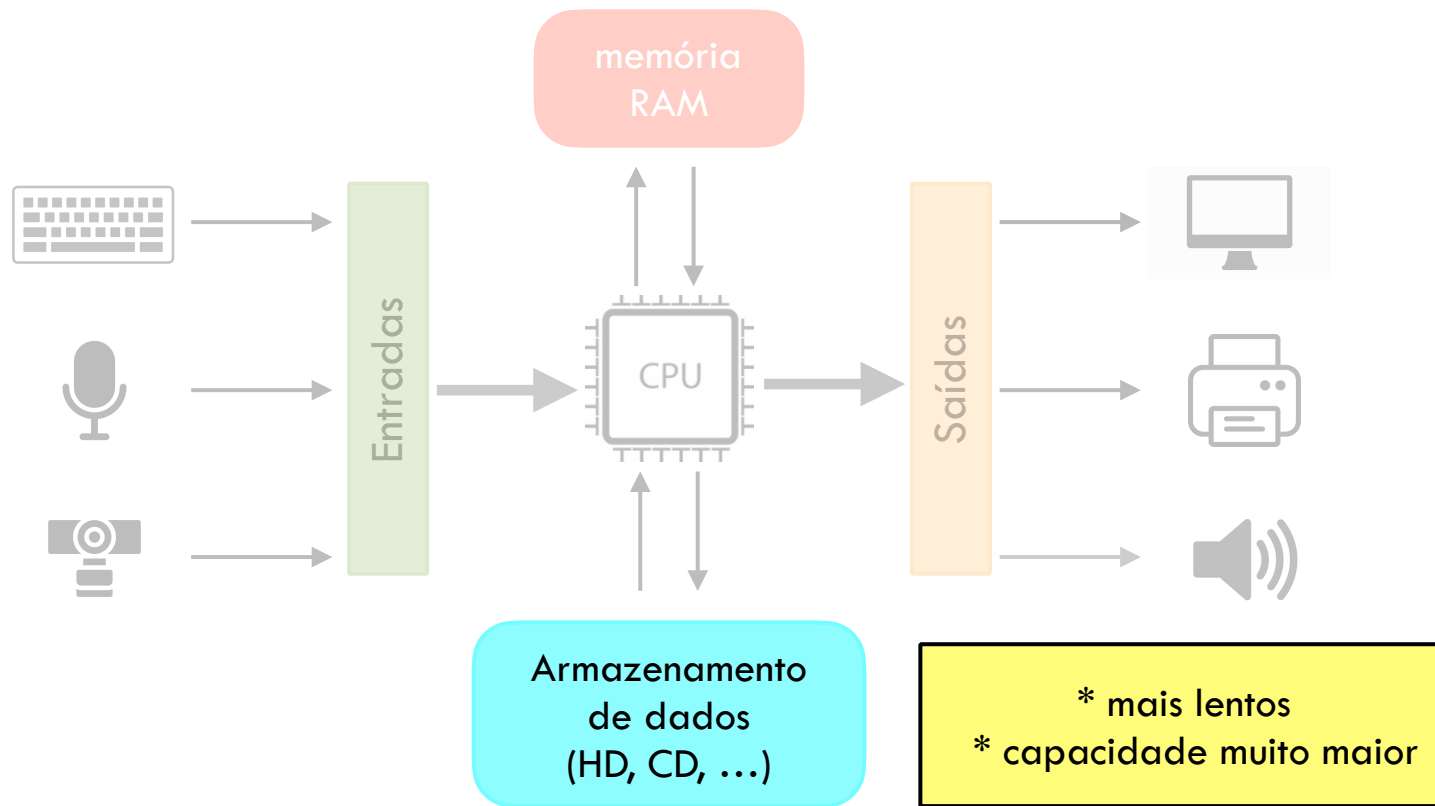 memória
RAM
Entradas
CPU
Saídas
Armazenamento
de dados
(HD, CD, ...)
* mais lentos
* capacidade muito maior